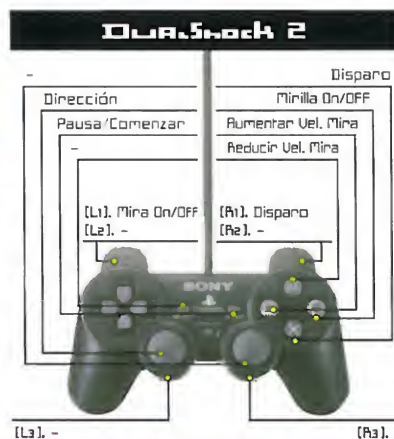 DUALShock 2
-
Disparo
Dirección
Mirilla On/OFF
Pausa/Comenzar
Aumentar Vel. Mira
-
Reducir Vel. Mira
[L1]. Mira On/Off
[R1]. Disparo
[L2]. -
[R2]. -
SONY
[L3]. -
[R3].